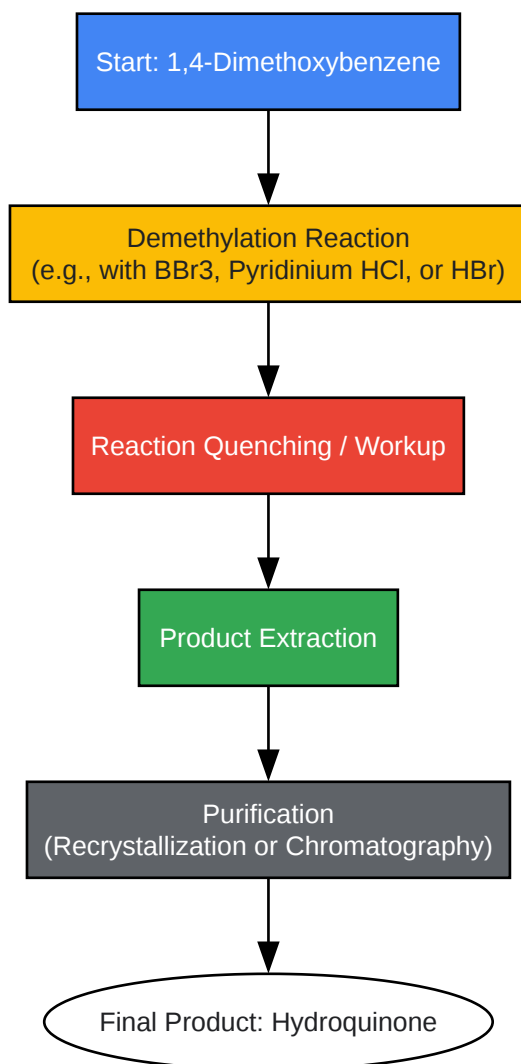 Start: 1,4-Dimethoxybenzene
Demethylation Reaction
(e.g., with BBr3, Pyridinium HCl, or HBr)
Reaction Quenching / Workup
Product Extraction
Purification
(Recrystallization or Chromatography)
Final Product: Hydroquinone